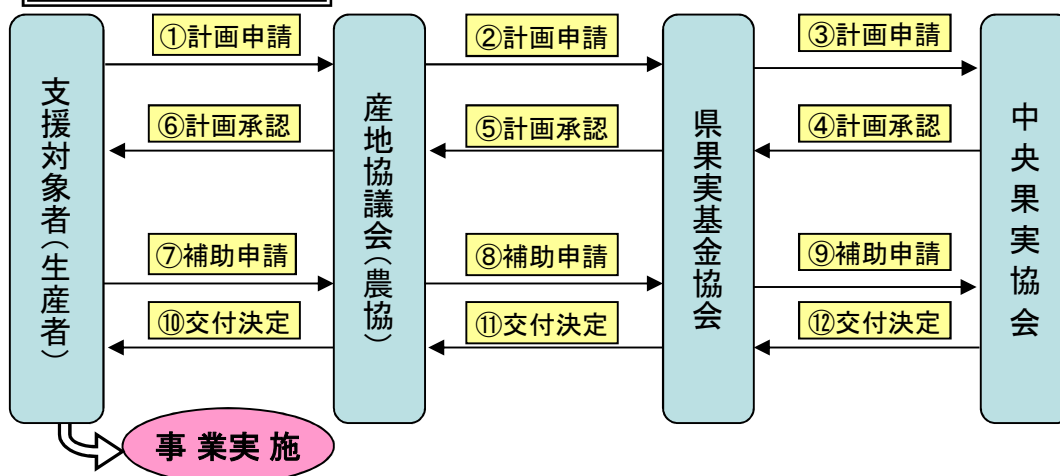 ①計画申請
②計画申請
③計画申請
⑥計画承認
⑤計画承認
④計画承認
支援対象者(生産者)
産地協議会(農協)
県果実基金協会
中央果実協会
⑦補助申請
⑧補助申請
⑨補助申請
⑩交付決定
⑪交付決定
⑫交付決定
事業実施